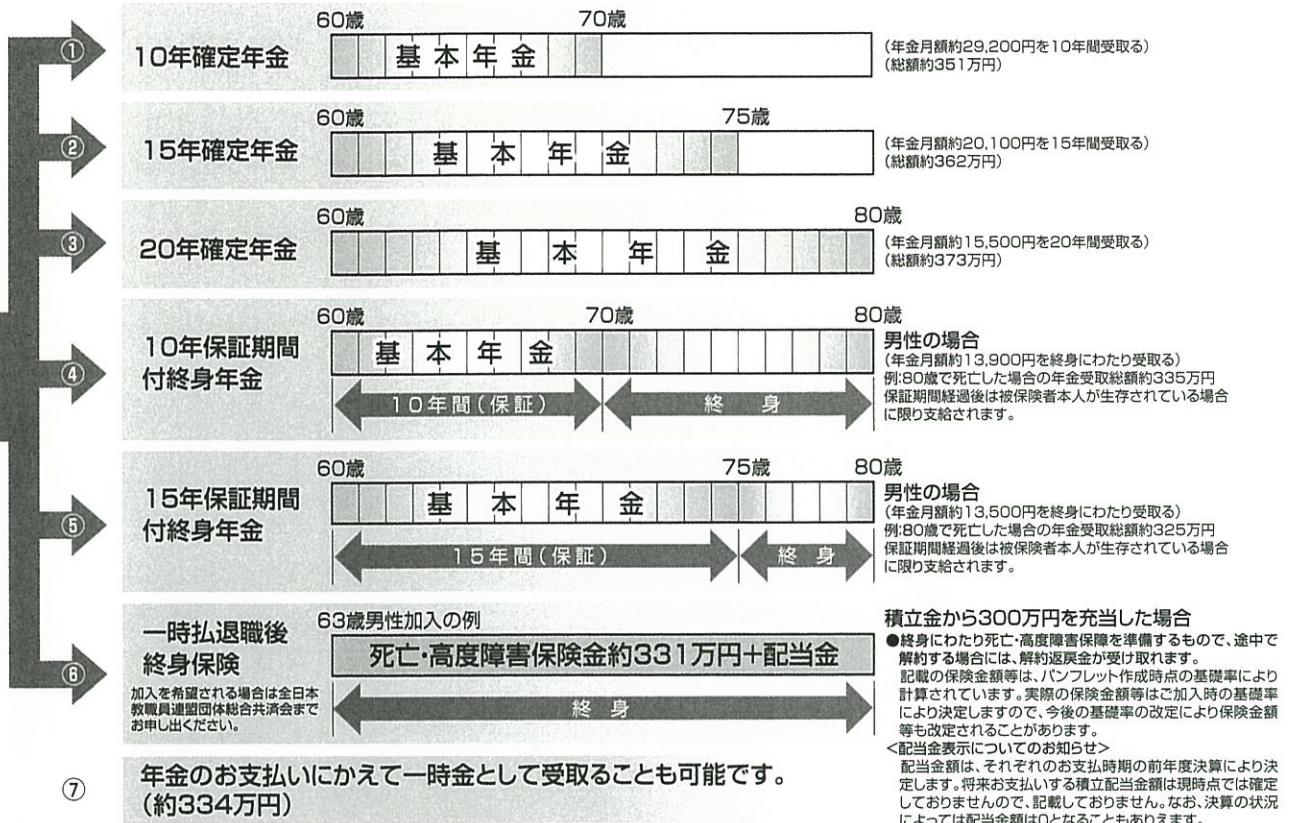 60歳 70歳
① 10年確定年金 基本年金 (年金月額約29,200円を10年間受取る)
(総額約351万円)
60歳 75歳
② 15年確定年金 基本年金 (年金月額約20,100円を15年間受取る)
(総額約362万円)
60歳 80歳
③ 20年確定年金 基本年金 (年金月額約15,500円を20年間受取る)
(総額約373万円)
60歳 70歳 80歳
④ 10年保証期間
付終身年金
基本年金
10年間(保証) 終身
男性の場合
(年金月額約13,900円を終身にわたり受取る)
例:80歳で死亡した場合の年金受取総額約335万円
保証期間経過後は被保険者本人が生存されている場合
に限り支給されます。
60歳 75歳 80歳
⑤ 15年保証期間
付終身年金
基本年金
15年間(保証) 終身
男性の場合
(年金月額約13,500円を終身にわたり受取る)
例:80歳で死亡した場合の年金受取総額約325万円
保証期間経過後は被保険者本人が生存されている場合
に限り支給されます。
⑥ 一時払退職後
終身保険
加入を希望される場合は全日本
教職員連盟団体総合共済会まで
お申し出ください。
63歳男性加入の例
死亡・高度障害保険金約331万円+配当金
終身
積立金から300万円を充当した場合
●終身にわたり死亡・高度障害保障を準備するもので、途中で
解約する場合には、解約返戻金が受け取れます。
記載の保険金額等は、パンフレット作成時点の基礎率により
計算されています。実際の保険金額等はご加入時の基礎率
により決定しますので、今後の基礎率の改定により保険金額
等も改定されることがあります。
<配当金表示についてのお知らせ>
配当金額は、それぞれのお支払時期の前年度決算により決
定します。将来お支払いする積立配当金額は現時点では確定
しておりませんので、記載しておりません。なお、決算の状況
によっては配当金額は0となることもありえます。
⑦ 年金のお支払いにかえて一時金として受取ることも可能です。
(約334万円)